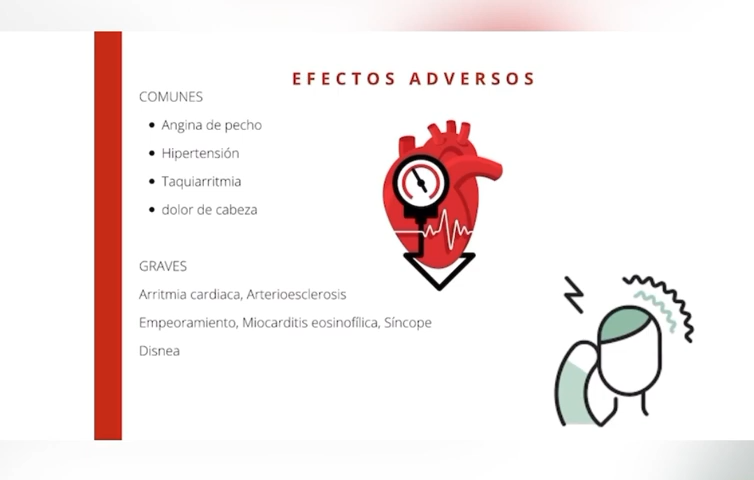 EFECTOS ADVERSOS
COMUNES
• Angina de pecho
• Hipertensión
• Taquiarritmia
• dolor de cabeza
GRAVES
Arritmia cardiaca, Arterioesclerosis
Empeoramiento, Miocarditis eosinofílica, Síncope
Disnea